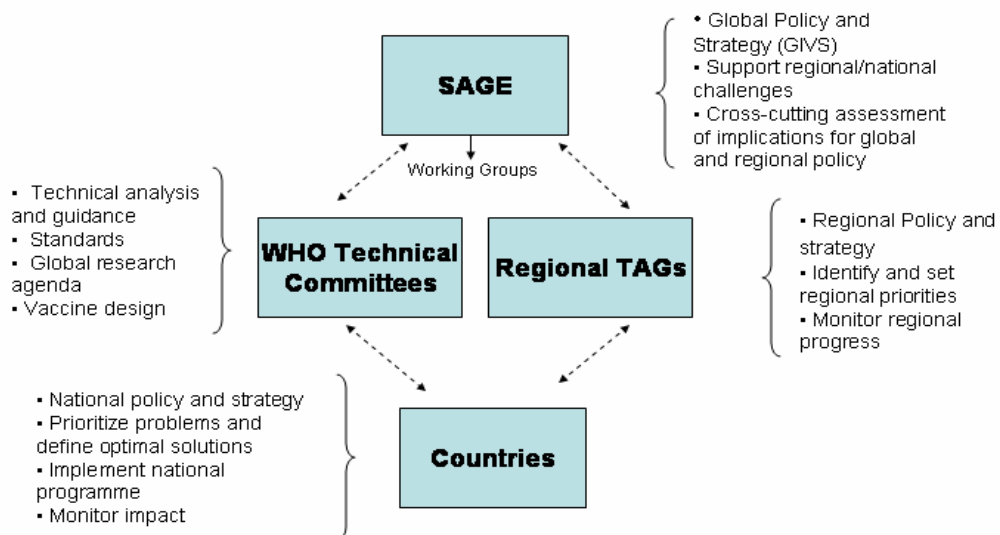 SAGE
• Global Policy and
Strategy (GIVS)
▪ Support regional/national
challenges
▪ Cross-cutting assessment
of implications for global
and regional policy
Working Groups
▪ Technical analysis
and guidance
▪ Standards
▪ Global research
agenda
▪ Vaccine design
WHO Technical
Committees
Regional TAGs
▪ Regional Policy and
strategy
▪ Identify and set
regional priorities
▪ Monitor regional
progress
▪ National policy and strategy
▪ Prioritize problems and
define optimal solutions
▪ Implement national
programme
▪ Monitor impact
Countries